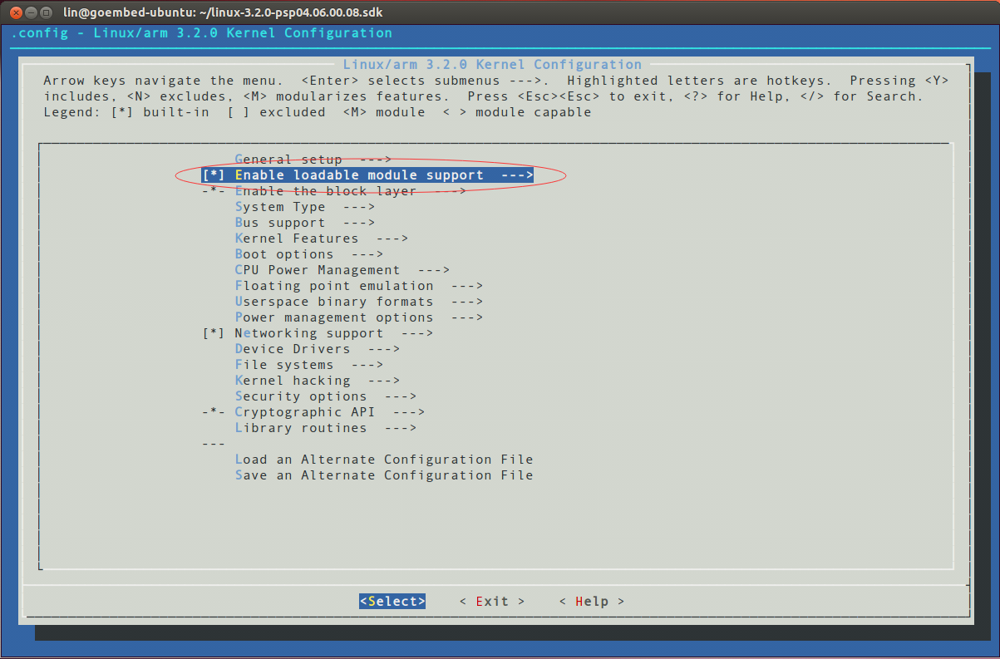 lin@goembed-ubuntu: ~/linux-3.2.0-psp04.06.00.08.sdk
.config - Linux/arm 3.2.0 Kernel Configuration
Linux/arm 3.2.0 Kernel Configuration
Arrow keys navigate the menu.  <Enter> selects submenus --->.  Highlighted letters are hotkeys.  Pressing <Y>
includes, <N> excludes, <M> modularizes features.  Press <Esc><Esc> to exit, <?> for Help, </> for Search.
Legend: [*] built-in  [ ] excluded  <M> module  < > module capable
General setup  --->
[*] Enable loadable module support  --->
-*- Enable the block layer  --->
System Type  --->
Bus support  --->
Kernel Features  --->
Boot options  --->
CPU Power Management  --->
Floating point emulation  --->
Userspace binary formats  --->
Power management options  --->
[*] Networking support  --->
Device Drivers  --->
File systems  --->
Kernel hacking  --->
Security options  --->
-*- Cryptographic API  --->
Library routines  --->
---
Load an Alternate Configuration File
Save an Alternate Configuration File
<Select>    < Exit >    < Help >